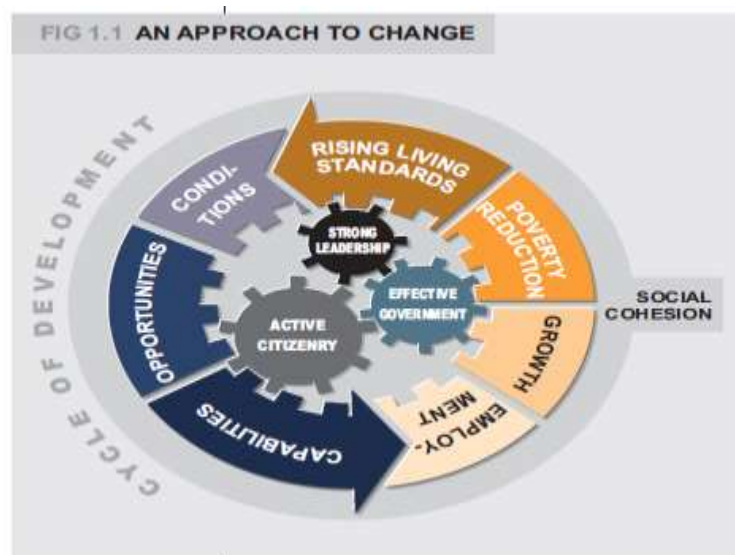 FIG 1.1 AN APPROACH TO CHANGE
CYCLE OF DEVELOPMENT
RISING LIVING
STANDARDS
POVERTY
REDUCTION
GROWTH
EMPLOY-
MENT
CAPABILITIES
OPPORTUNITIES
CONDI-
TIONS
STRONG
LEADERSHIP
EFFECTIVE
GOVERNMENT
ACTIVE
CITIZENRY
SOCIAL
COHESION